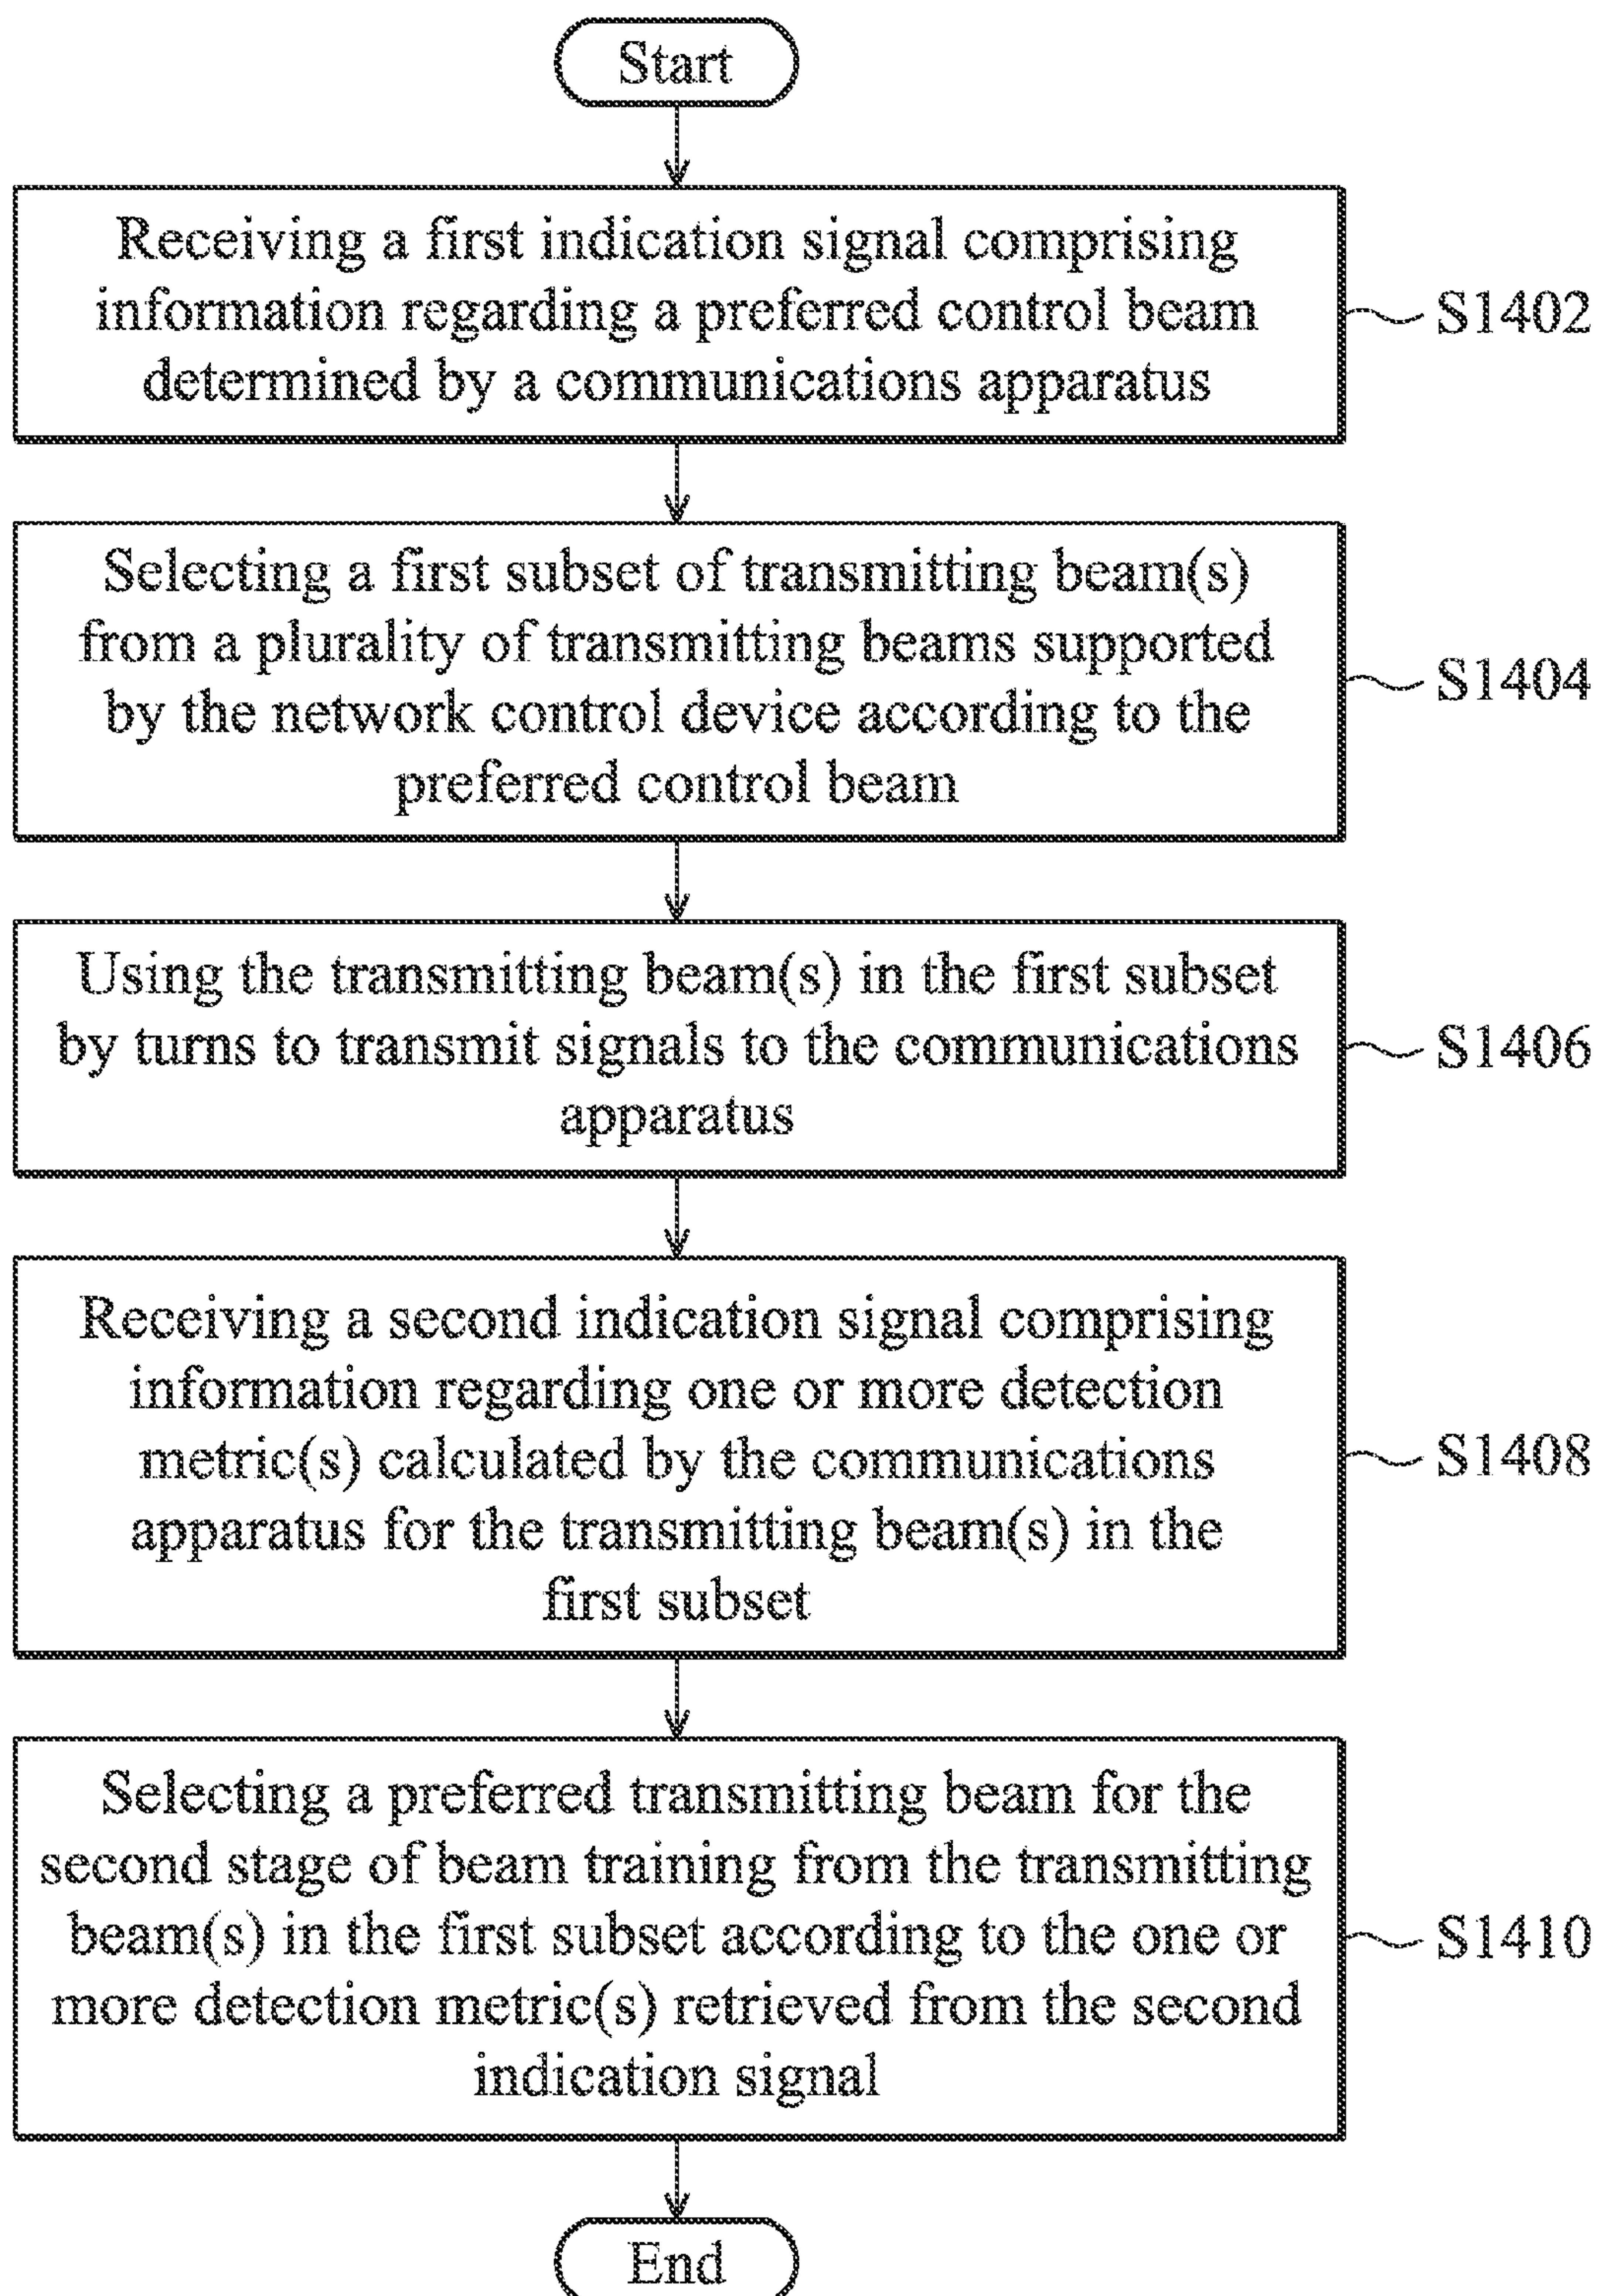 Start
Receiving a first indication signal comprising
information regarding a preferred control beam
determined by a communications apparatus
S1402
Selecting a first subset of transmitting beam(s)
from a plurality of transmitting beams supported
by the network control device according to the
preferred control beam
S1404
Using the transmitting beam(s) in the first subset
by turns to transmit signals to the communications
apparatus
S1406
Receiving a second indication signal comprising
information regarding one or more detection
metric(s) calculated by the communications
apparatus for the transmitting beam(s) in the
first subset
S1408
Selecting a preferred transmitting beam for the
second stage of beam training from the transmitting
beam(s) in the first subset according to the one or
more detection metric(s) retrieved from the second
indication signal
S1410
End